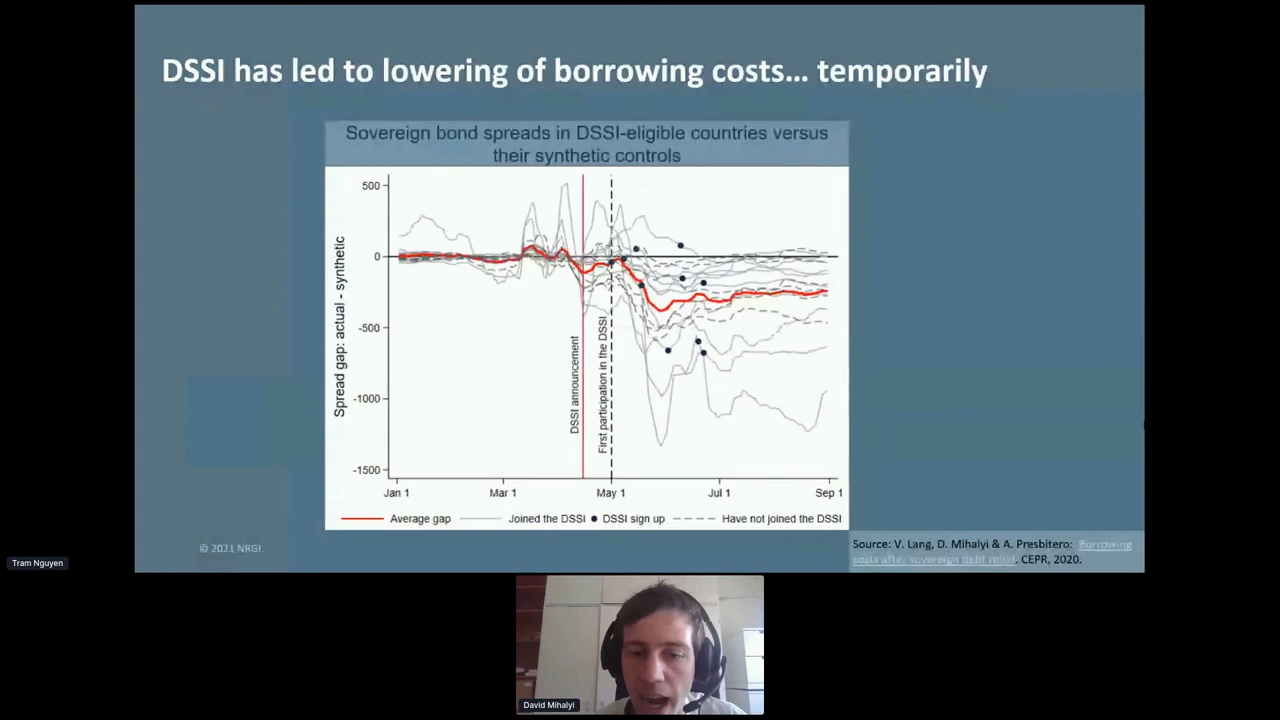 DSSI has led to lowering of borrowing costs... temporarily
Sovereign bond spreads in DSSI-eligible countries versus
their synthetic controls
Spread gap: actual - synthetic
500
0
-500
-1000
-1500
DSSI announcement
First participation in the DSSI
Jan 1
Mar 1
May 1
Jul 1
Sep 1
Average gap
Joined the DSSI
DSSI sign up
Have not joined the DSSI
© 2021 NRGI.
Source: V. Lang, D. Mihalyi & A. Presbitero: Borrowing
costs after sovereign debt relief. CEPR, 2020.
Tram Nguyen
David Mihalyi